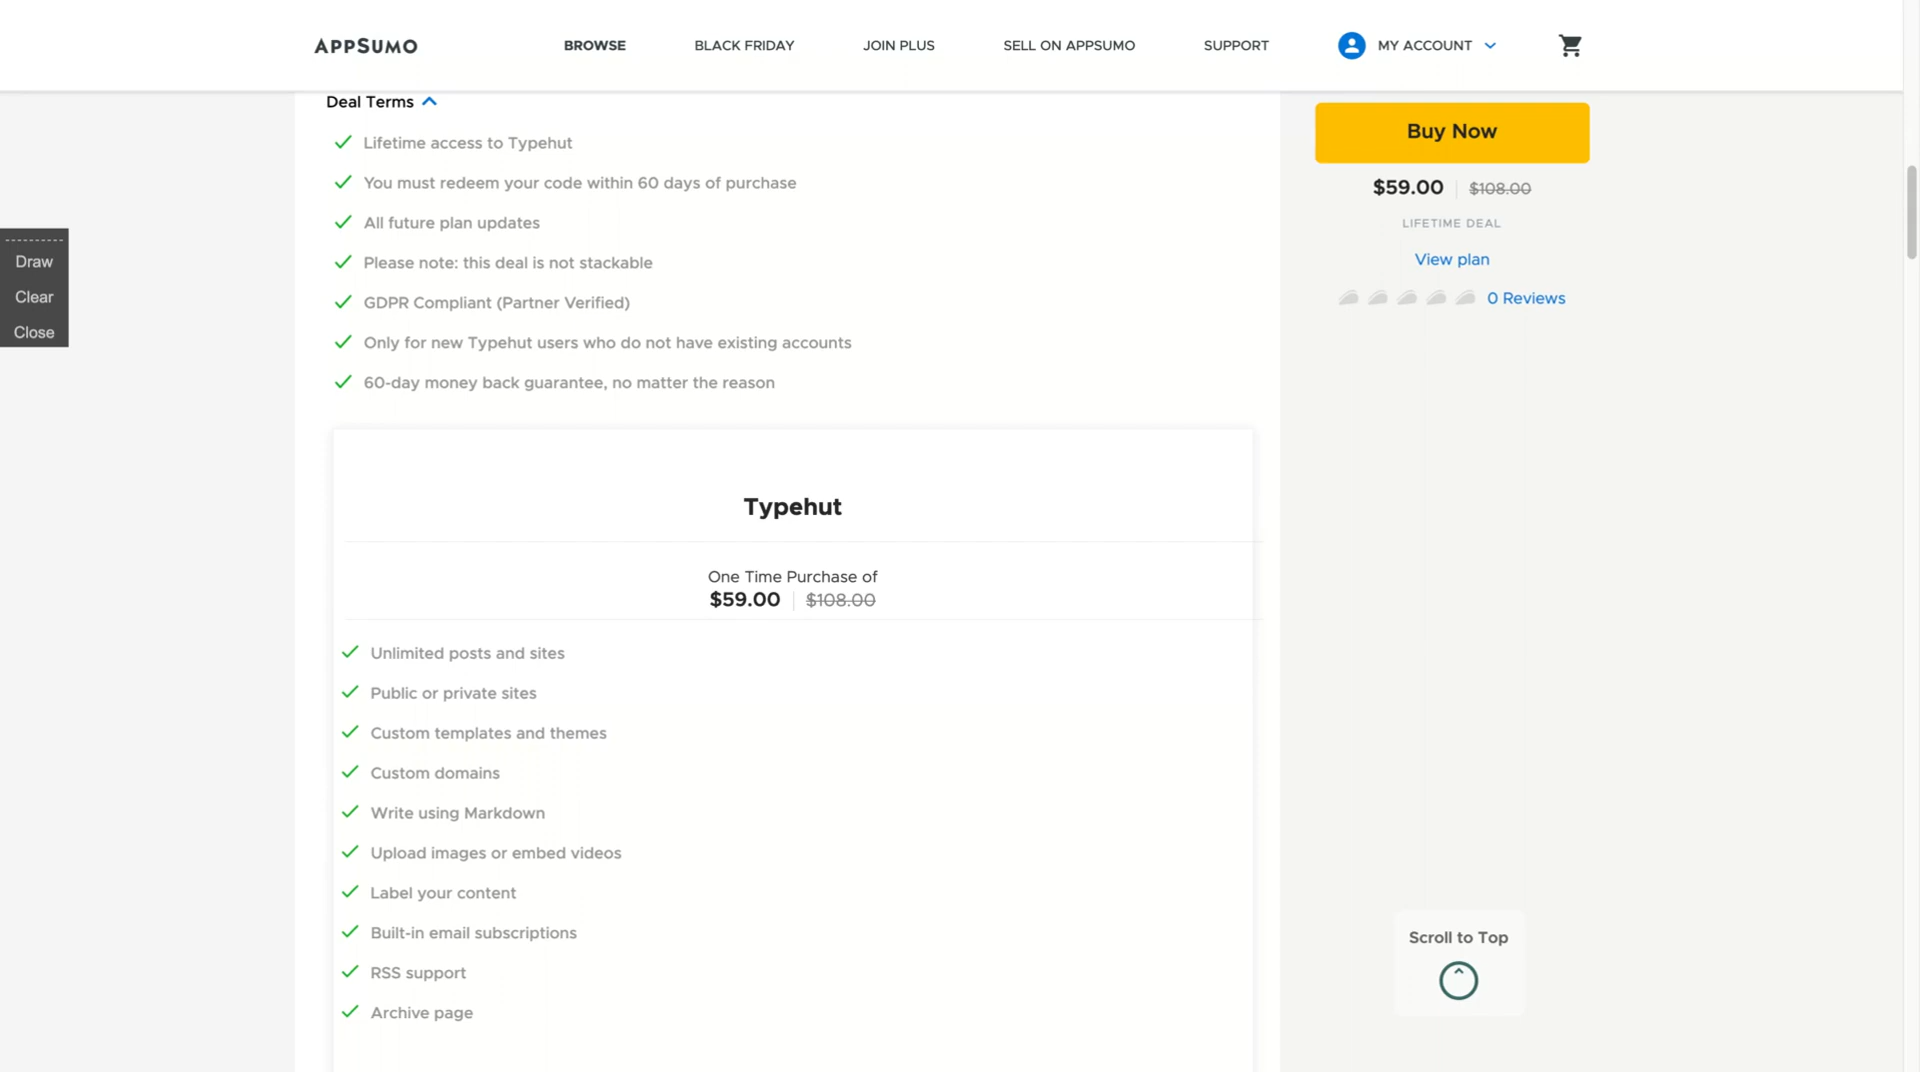 APPSUMO
BROWSE
BLACK FRIDAY
JOIN PLUS
SELL ON APPSUMO
SUPPORT
MY ACCOUNT
Deal Terms
Lifetime access to Typehut
You must redeem your code within 60 days of purchase
All future plan updates
Please note: this deal is not stackable
GDPR Compliant (Partner Verified)
Only for new Typehut users who do not have existing accounts
60-day money back guarantee, no matter the reason
Draw
Clear
Close
Typehut
One Time Purchase of
$59.00 $108.00
Unlimited posts and sites
Public or private sites
Custom templates and themes
Custom domains
Write using Markdown
Upload images or embed videos
Label your content
Built-in email subscriptions
RSS support
Archive page
Buy Now
$59.00 $108.00
LIFETIME DEAL
View plan
0 Reviews
Scroll to Top